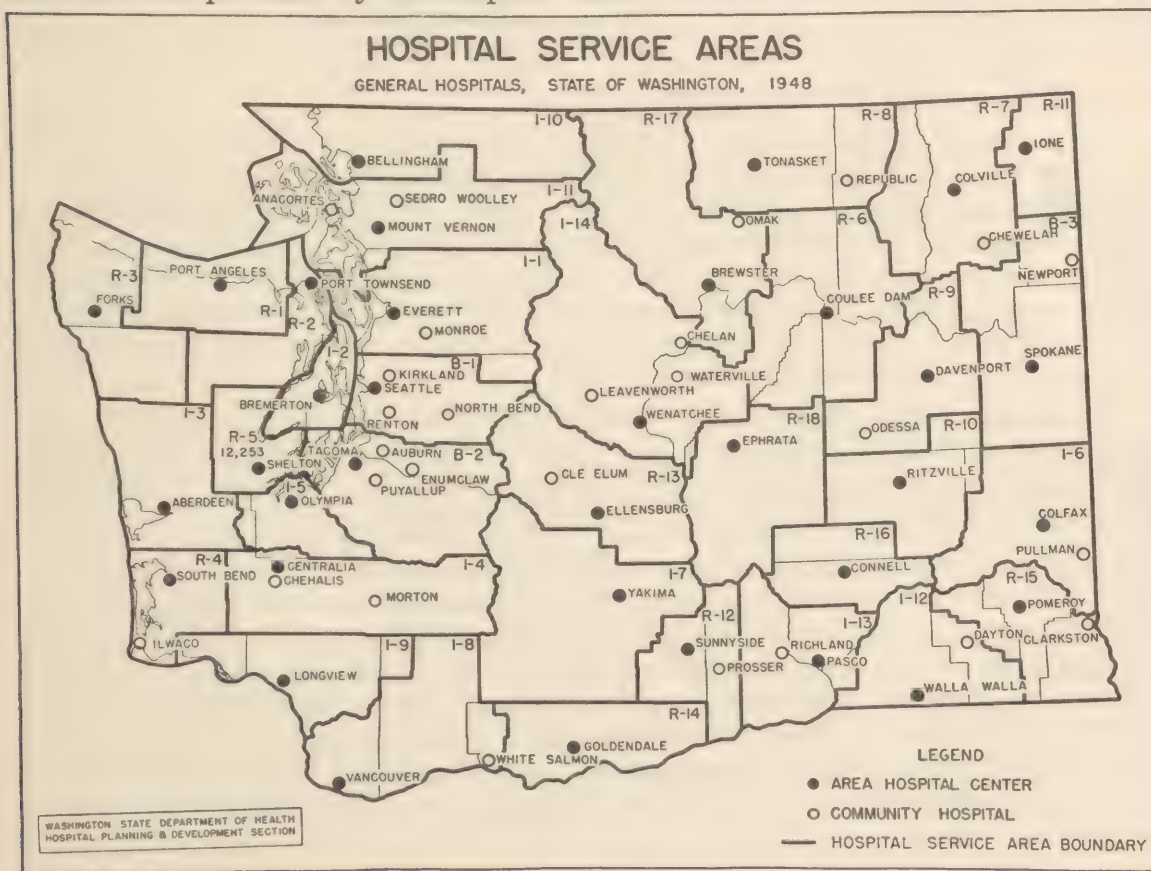 HOSPITAL SERVICE AREAS
GENERAL HOSPITALS, STATE OF WASHINGTON, 1948
I-10
R-17
R-8
R-7
R-11
BELLINGHAM
TONASKET
REPUBLIC
COLVILLE
IONE
ANACORTES
SEDRO WOOLLEY
I-11
MOUNT VERNON
I-14
OMAK
R-6
CHEWELAH
B-3
NEWPORT
R-3
PORT ANGELES
FORKS
R-1
PORT TOWNSEND
R-2
I-1
EVERETT
MONROE
BREWSTER
COULEE DAM
R-9
CHELAN
I-2
B-1
KIRKLAND
SEATTLE
WATERVILLE
LEAVENWORTH
DAVENPORT
SPOKANE
I-3
BREMERTON
RENTON
NORTH BEND
WENATCHEE
R-18
ODESSA
R-10
R-53
12,253
TACOMA
AUBURN
B-2
EPHRATA
I-6
SHELTON
ENUMCLAW
PUYALLUP
CLE ELUM
R-13
RITZVILLE
I-5
OLYMPIA
ABERDEEN
ELLENSBURG
COLFAX
R-16
PULLMAN
R-4
SOUTH BEND
CENTRALIA
CHEHALIS
I-4
MORTON
I-7
YAKIMA
CONNELL
R-15
POMEROY
R-12
I-12
I-13
ILWACO
I-9
I-8
SUNNYSIDE
PROSSER
RICHLAND
PASCO
DAYTON
CLARKSTON
LONGVIEW
WALLA WALLA
R-14
GOLDENDALE
WHITE SALMON
VANCOUVER
LEGEND
AREA HOSPITAL CENTER
COMMUNITY HOSPITAL
HOSPITAL SERVICE AREA BOUNDARY
WASHINGTON STATE DEPARTMENT OF HEALTH
HOSPITAL PLANNING & DEVELOPMENT SECTION